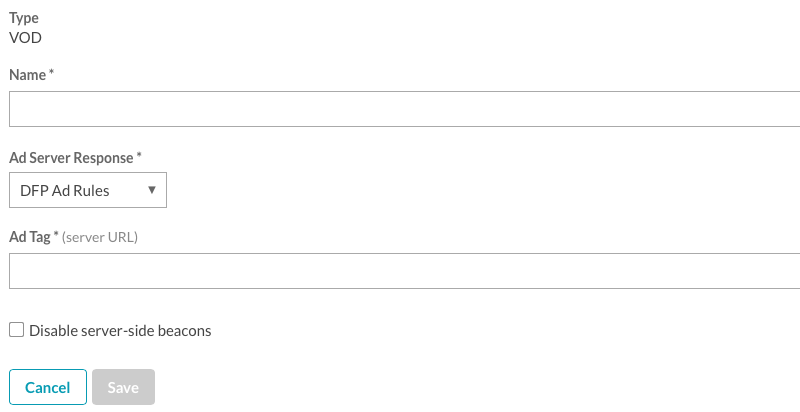 Type
VOD
Name *
Ad Server Response *
DFP Ad Rules
Ad Tag * (server URL)
Disable server-side beacons
Cancel Save